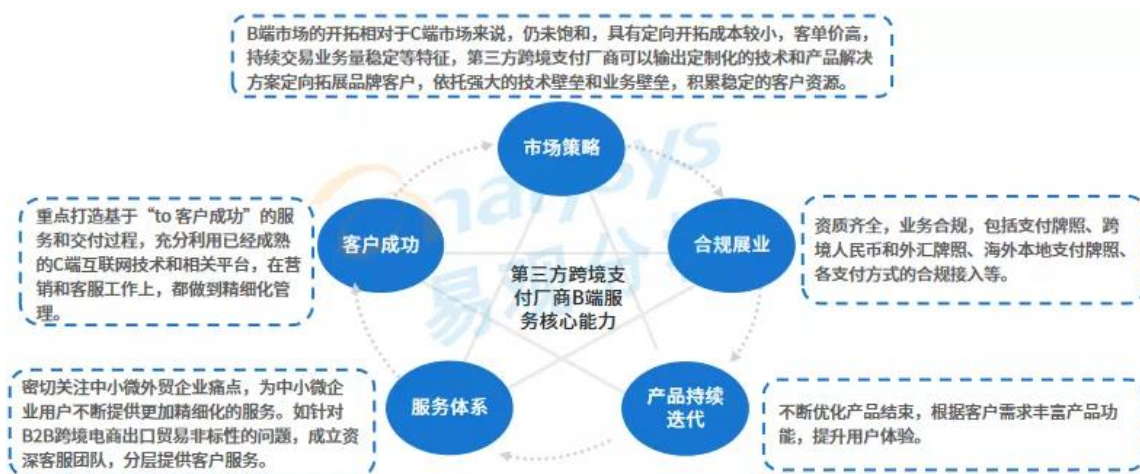 B端市场的开拓相对于C端市场来说，仍未饱和，具有定向开拓成本较小，客单价高，
持续交易业务量稳定等特征，第三方跨境支付厂商可以输出定制化的技术和产品解决
方案定向拓展品牌客户，依托强大的技术壁垒和业务壁垒，积累稳定的客户资源。
市场策略
重点打造基于“to 客户成功”的服
务和交付过程，充分利用已经成熟
的C端互联网技术和相关平台，在营
销和客服工作上，都做到精细化管
理。
客户成功
合规展业
资质齐全，业务合规，包括支付牌照、跨
境人民币和外汇牌照、海外本地支付牌照、
各支付方式的合规接入等。
第三方跨境支
付厂商B端服
务核心能力
密切关注中小微外贸企业痛点，为中小微企
业用户不断提供更加精细化的服务。如针对
B2B跨境电商出口贸易非标性的问题，成立资
深客服团队，分层提供客户服务。
服务体系
产品持续
迭代
不断优化产品结束，根据客户需求丰富产品功
能，提升用户体验。
nalysys
易观分